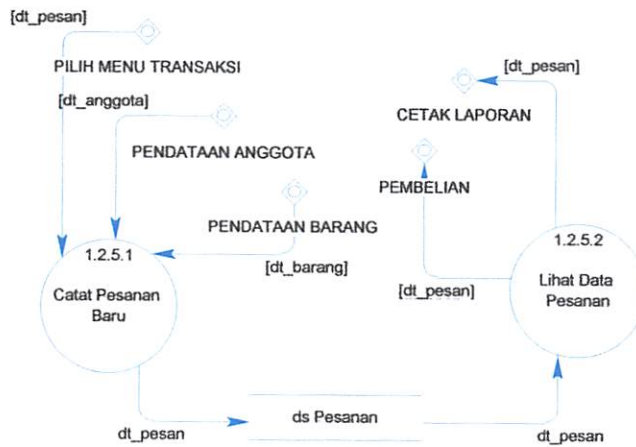 [dt_pesan]
PILIH MENU TRANSAKSI
[dt_anggota]
PENDATAAN ANGGOTA
PENDATAAN BARANG
[dt_barang]
1.2.5.1
Catat Pesanan
Baru
dt_pesan
ds Pesanan
dt_pesan
1.2.5.2
Lihat Data
Pesanan
[dt_pesan]
CETAK LAPORAN
PEMBELIAN
[dt_pesan]